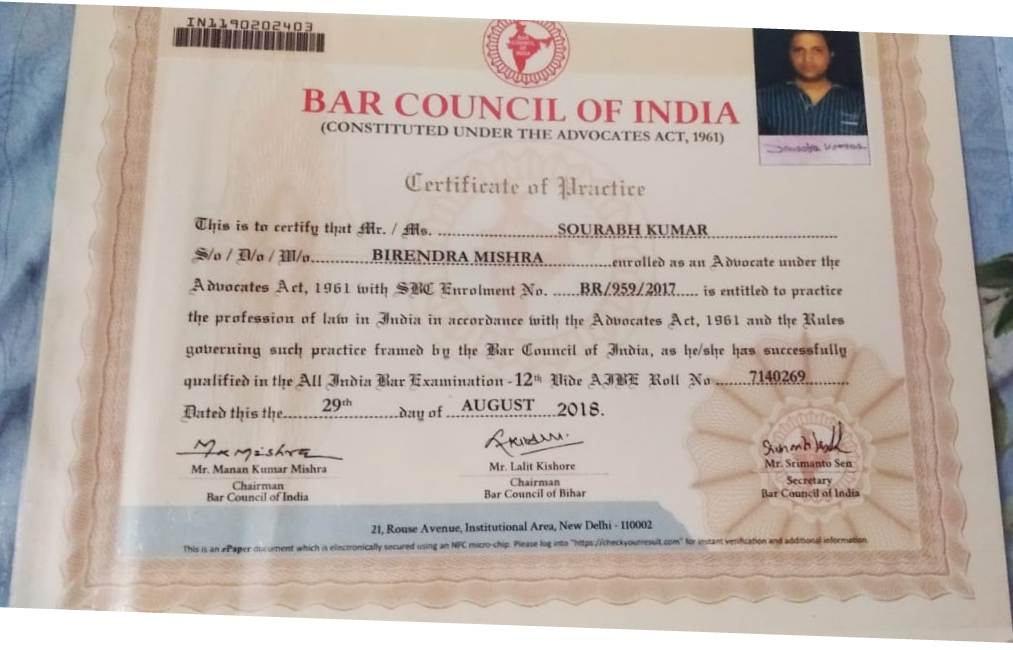 IN1190202403
BAR COUNCIL OF INDIA
BAR COUNCIL OF INDIA
(CONSTITUTED UNDER THE ADVOCATES ACT, 1961)
Sourabh Kumar
Certificate of Practice
This is to certify that Mr. / Ms. SOURABH KUMAR
S/o / D/o / W/o BIRENDRA MISHRA enrolled as an Advocate under the
Advocates Act, 1961 with SBC Enrolment No. BR/959/2017 is entitled to practice
the profession of law in India in accordance with the Advocates Act, 1961 and the Rules
governing such practice framed by the Bar Council of India, as he/she has successfully
qualified in the All India Bar Examination - 12th Vide AIBE Roll No 7140269
Dated this the 29th day of AUGUST 2018.
Mr. Manan Kumar Mishra
Chairman
Bar Council of India
Mr. Lalit Kishore
Chairman
Bar Council of Bihar
Mr. Srimanto Sen
Secretary
Bar Council of India
21, Rouse Avenue, Institutional Area, New Delhi - 110002
This is an ePaper document which is electronically secured using an NFC micro-chip. Please log into "https://checkyourresult.com" for instant verification and additional information.